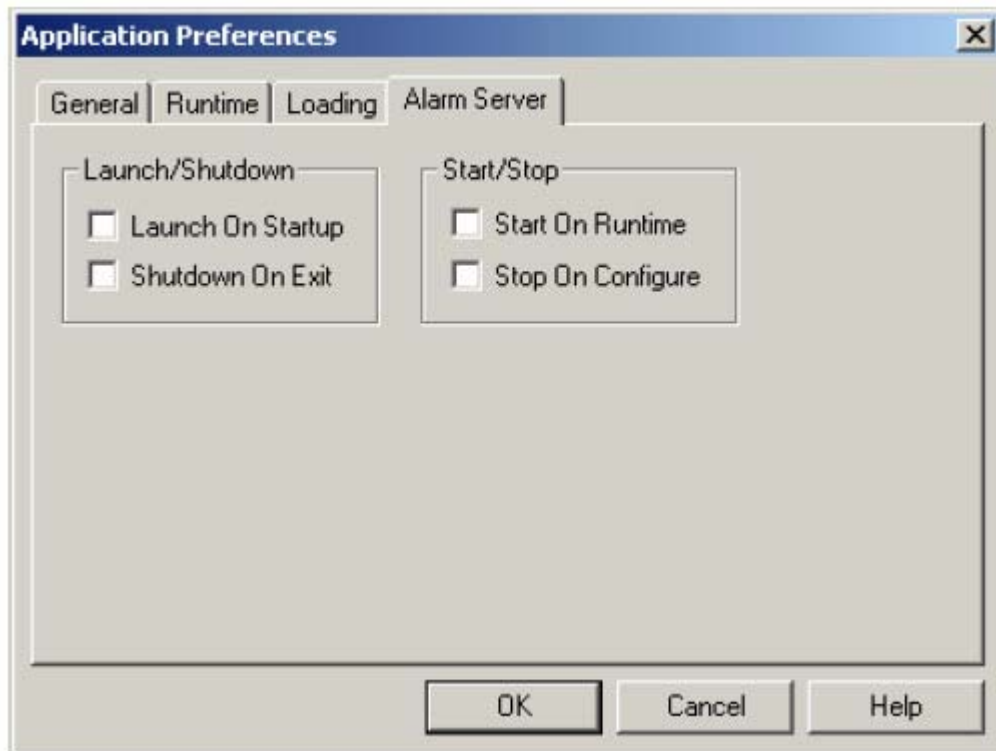 Application Preferences
General Runtime Loading Alarm Server
Launch/Shutdown
Launch On Startup
Shutdown On Exit
Start/Stop
Start On Runtime
Stop On Configure
OK Cancel Help